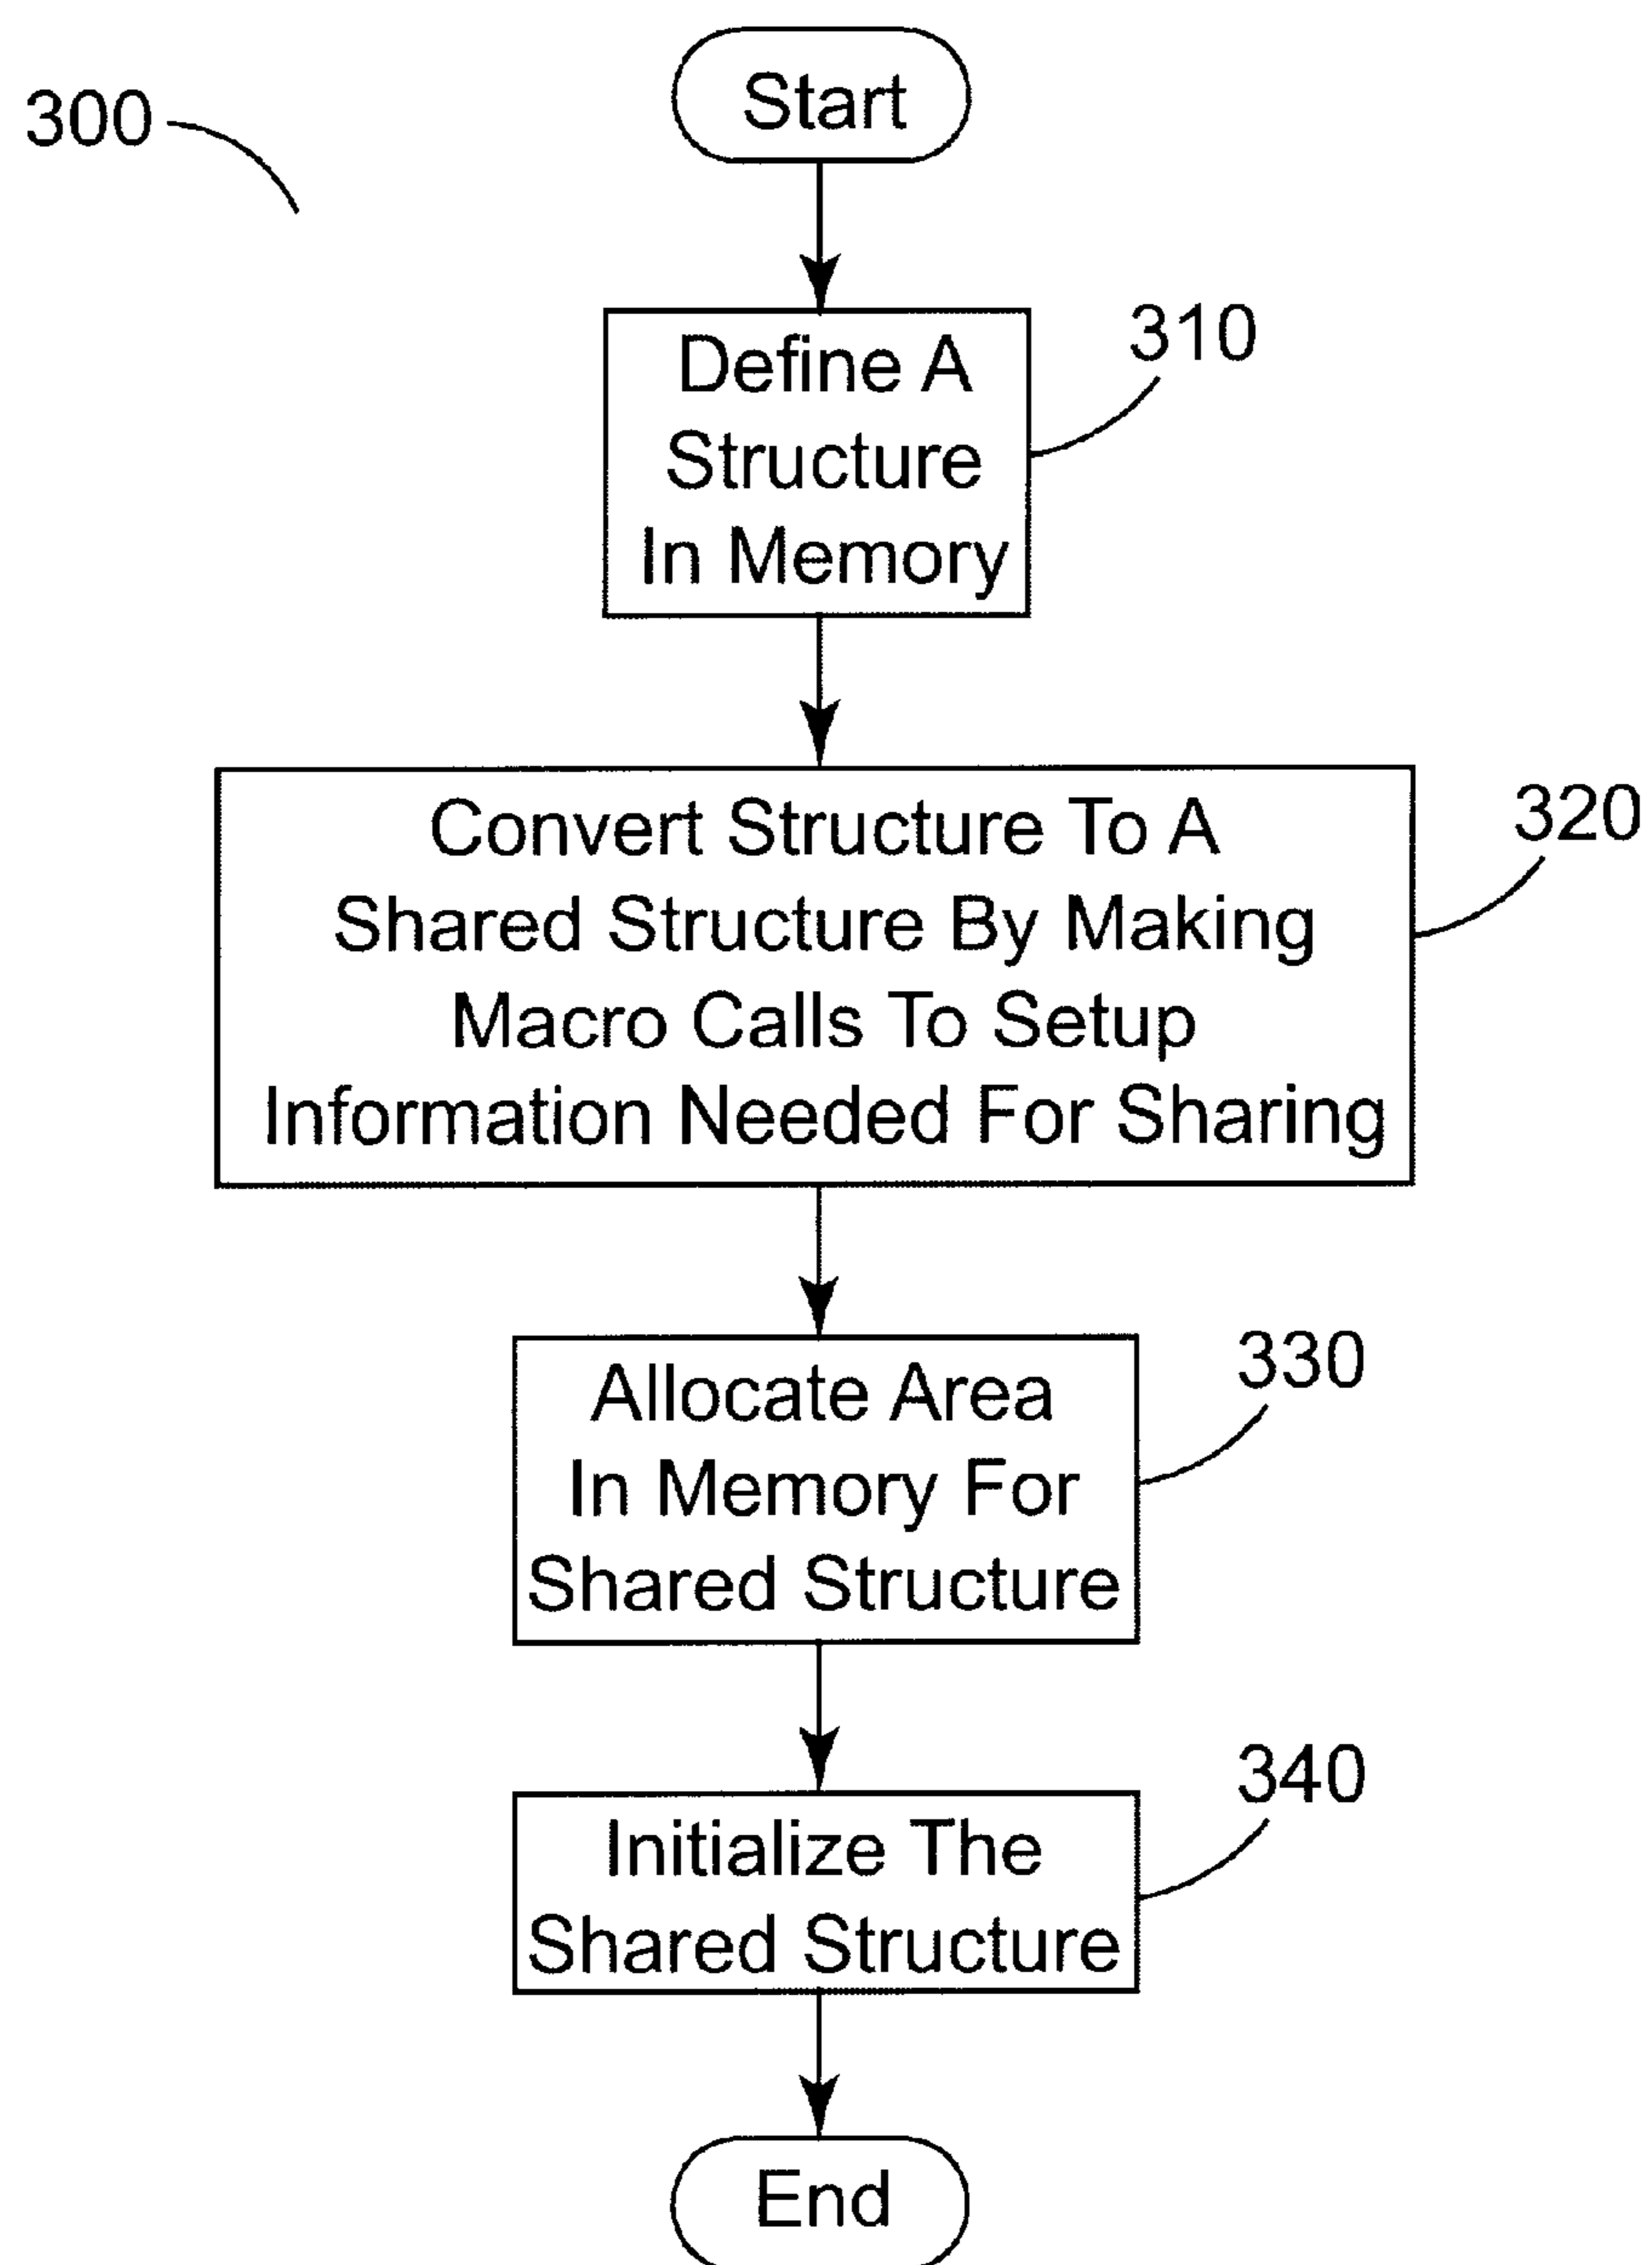 Start
300
Define A
Structure
In Memory
310
Convert Structure To A
Shared Structure By Making
Macro Calls To Setup
Information Needed For Sharing
320
Allocate Area
In Memory For
Shared Structure
330
Initialize The
Shared Structure
340
End